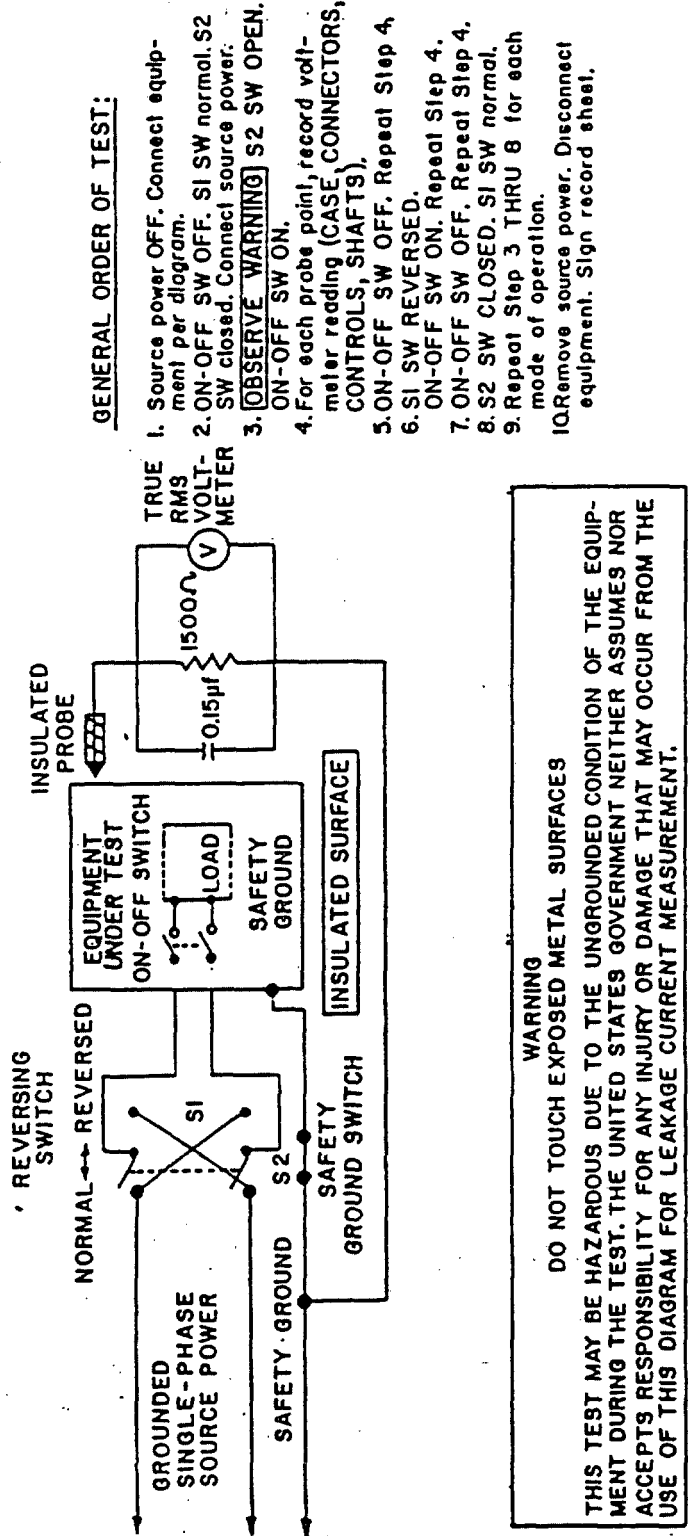 REVERSING
SWITCH
NORMAL ↔ REVERSED
GROUNDED
SINGLE-PHASE
SOURCE POWER
S1
SAFETY GROUND
S2
SAFETY
GROUND SWITCH
EQUIPMENT
UNDER TEST
ON-OFF SWITCH
LOAD
SAFETY
GROUND
INSULATED SURFACE
INSULATED
PROBE
0.15µf
1500Ω
V
TRUE
RMS
VOLT-
METER
GENERAL ORDER OF TEST:
1. Source power OFF. Connect equip-
ment per diagram.
2. ON-OFF SW OFF. S1 SW normal. S2
SW closed. Connect source power.
3. OBSERVE WARNING S2 SW OPEN.
ON-OFF SW ON.
4. For each probe point, record volt-
meter reading (CASE, CONNECTORS,
CONTROLS, SHAFTS).
5. ON-OFF SW OFF. Repeat Step 4.
6. S1 SW REVERSED.
ON-OFF SW ON. Repeat Step 4.
7. ON-OFF SW OFF. Repeat Step 4.
8. S2 SW CLOSED. S1 SW normal.
9. Repeat Step 3 THRU 8 for each
mode of operation.
10. Remove source power. Disconnect
equipment. Sign record sheet.
WARNING
DO NOT TOUCH EXPOSED METAL SURFACES
THIS TEST MAY BE HAZARDOUS DUE TO THE UNGROUNDED CONDITION OF THE EQUIP-
MENT DURING THE TEST. THE UNITED STATES GOVERNMENT NEITHER ASSUMES NOR
ACCEPTS RESPONSIBILITY FOR ANY INJURY OR DAMAGE THAT MAY OCCUR FROM THE
USE OF THIS DIAGRAM FOR LEAKAGE CURRENT MEASUREMENT.